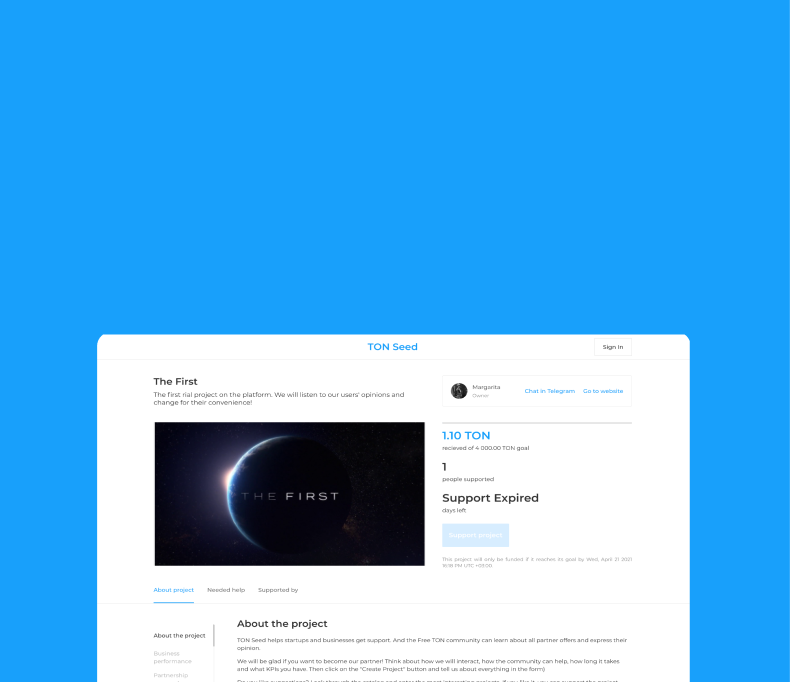 TON Seed
Sign In
The First
The first rial project on the platform. We will listen to our users' opinions and
change for their convenience!
Margarita
Owner
Chat in Telegram
Go to website
THE FIRST
1.10 TON
recieved of 4 000.00 TON goal
1
people supported
Support Expired
days left
Support project
This project will only be funded if it reaches its goal by Wed, April 21 2021
16:18 PM UTC +03:00.
About project
Needed help
Supported by
About the project
Business
performance
Partnership
About the project
TON Seed helps startups and businesses get support. And the Free TON community can learn about all partner offers and express their
opinion.
We will be glad if you want to become our partner! Think about how we will interact, how the community can help, how long it takes
and what KPIs you have. Then click on the "Create Project" button and tell us about everything in the form)